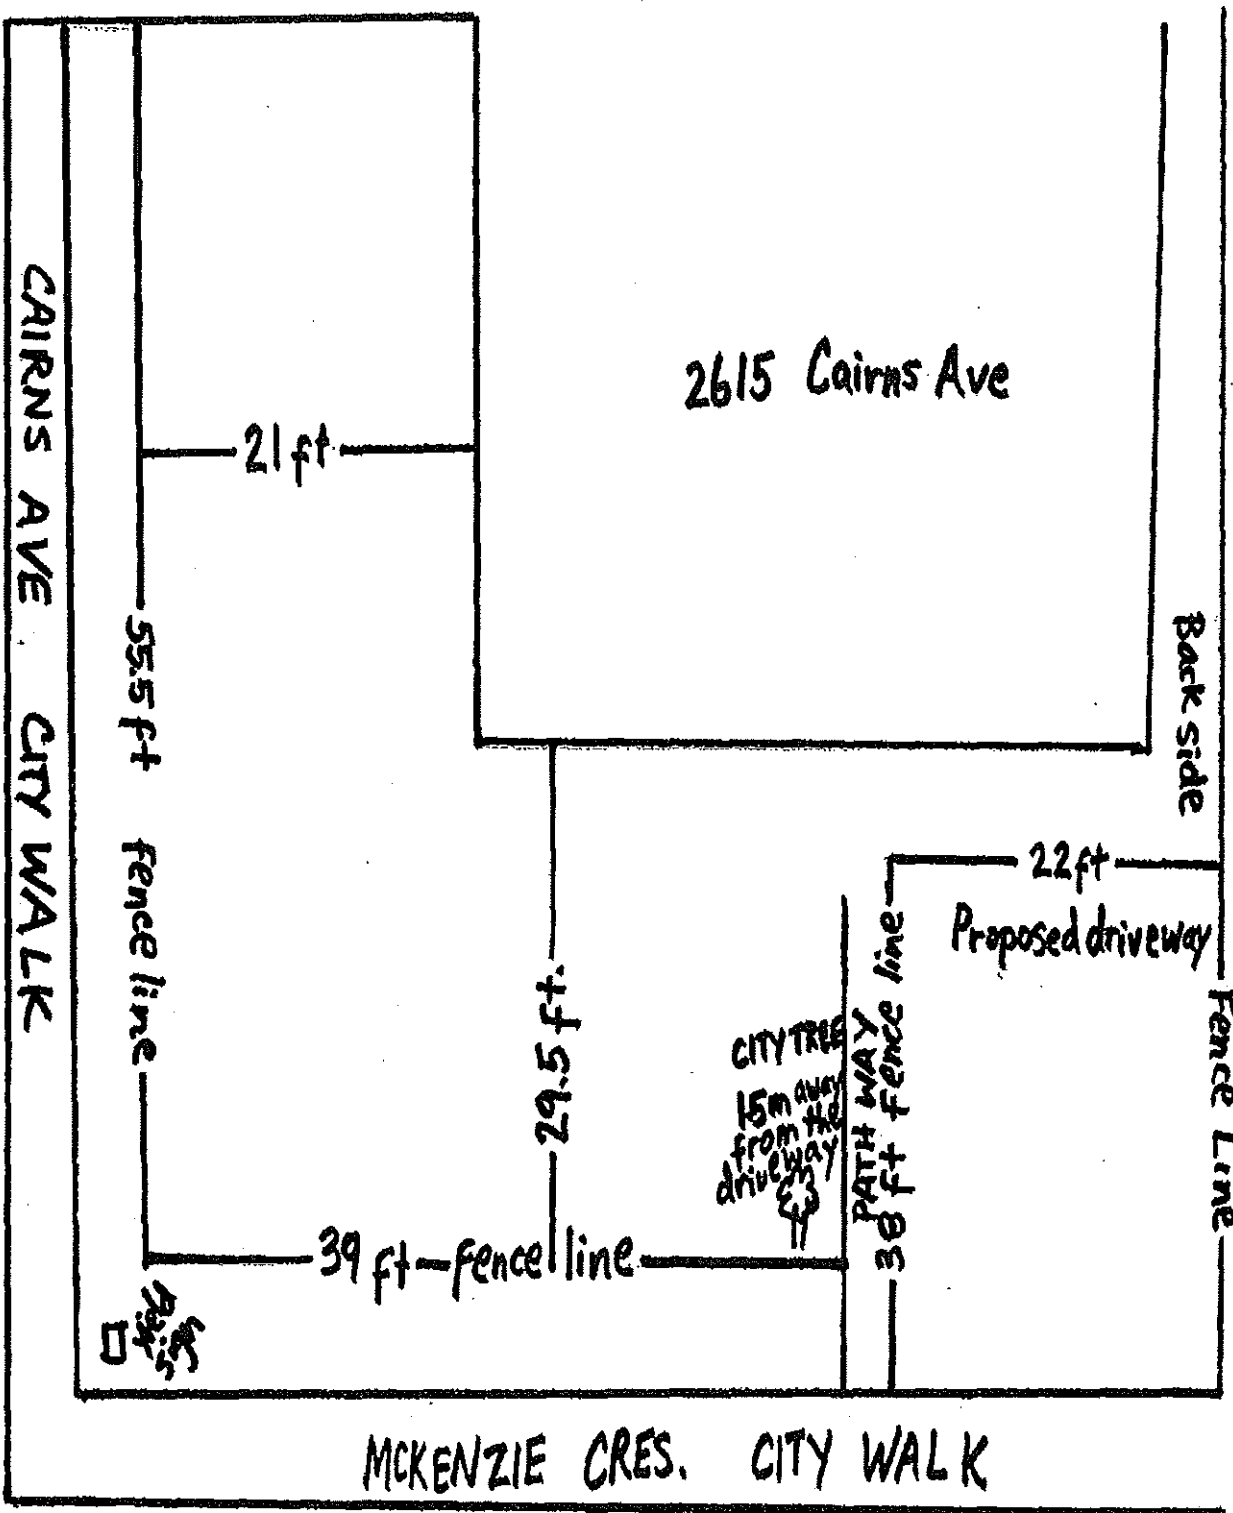 CAIRNS AVE CITY WALK
2615 Cairns Ave
21 ft
55.5 ft fence line
Back side
22ft
Proposed driveway
Fence Line
29.5 ft.
CITY TREE
15m away
from the
driveway
PATH WAY
38 ft fence line
39 ft fence line
MCKENZIE CRES. CITY WALK